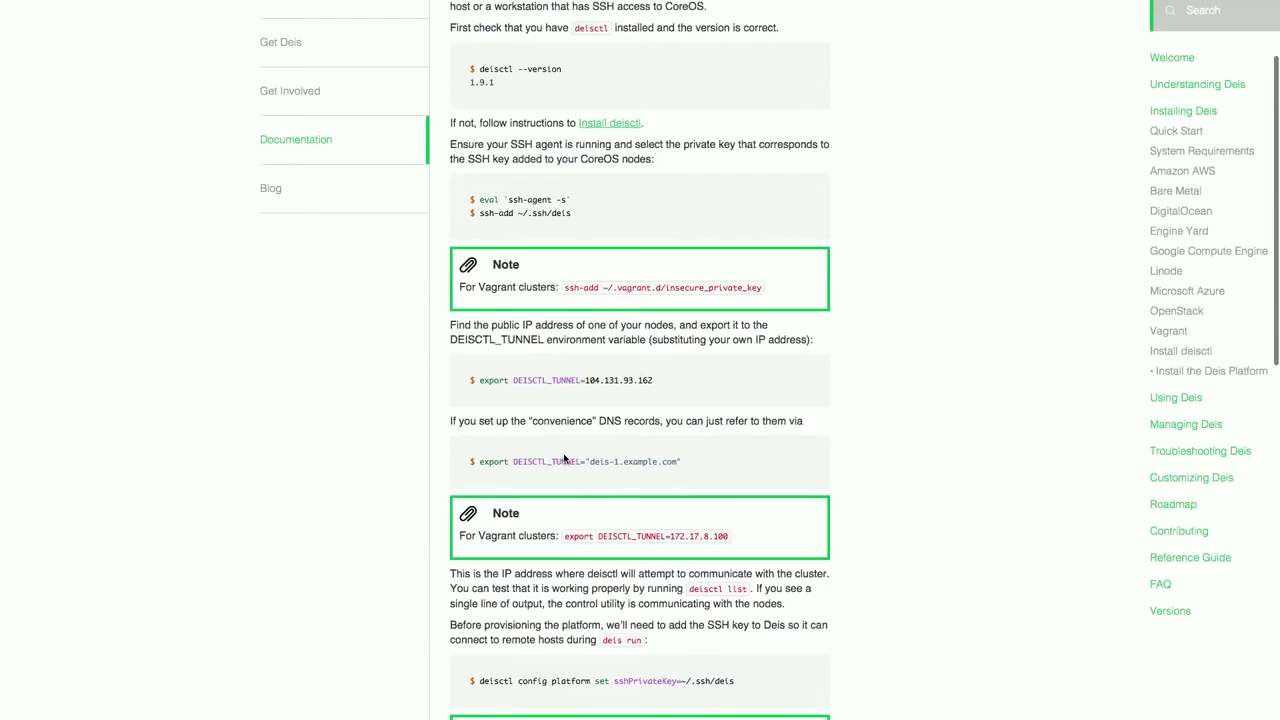 host or a workstation that has SSH access to CoreOS.
First check that you have deisctl installed and the version is correct.
$ deisctl --version
1.9.1
If not, follow instructions to Install deisctl.
Ensure your SSH agent is running and select the private key that corresponds to
the SSH key added to your CoreOS nodes:
$ eval `ssh-agent -s`
$ ssh-add ~/.ssh/deis
Note
For Vagrant clusters: ssh-add ~/.vagrant.d/insecure_private_key
Find the public IP address of one of your nodes, and export it to the
DEISCTL_TUNNEL environment variable (substituting your own IP address):
$ export DEISCTL_TUNNEL=104.131.93.162
If you set up the “convenience” DNS records, you can just refer to them via
$ export DEISCTL_TUNNEL="deis-1.example.com"
Note
For Vagrant clusters: export DEISCTL_TUNNEL=172.17.8.100
This is the IP address where deisctl will attempt to communicate with the cluster.
You can test that it is working properly by running deisctl list. If you see a
single line of output, the control utility is communicating with the nodes.
Before provisioning the platform, we’ll need to add the SSH key to Deis so it can
connect to remote hosts during deis run:
$ deisctl config platform set sshPrivateKey=~/.ssh/deis
Get Deis
Get Involved
Documentation
Blog
Search
Welcome
Understanding Deis
Installing Deis
Quick Start
System Requirements
Amazon AWS
Bare Metal
DigitalOcean
Engine Yard
Google Compute Engine
Linode
Microsoft Azure
OpenStack
Vagrant
Install deisctl
• Install the Deis Platform
Using Deis
Managing Deis
Troubleshooting Deis
Customizing Deis
Roadmap
Contributing
Reference Guide
FAQ
Versions